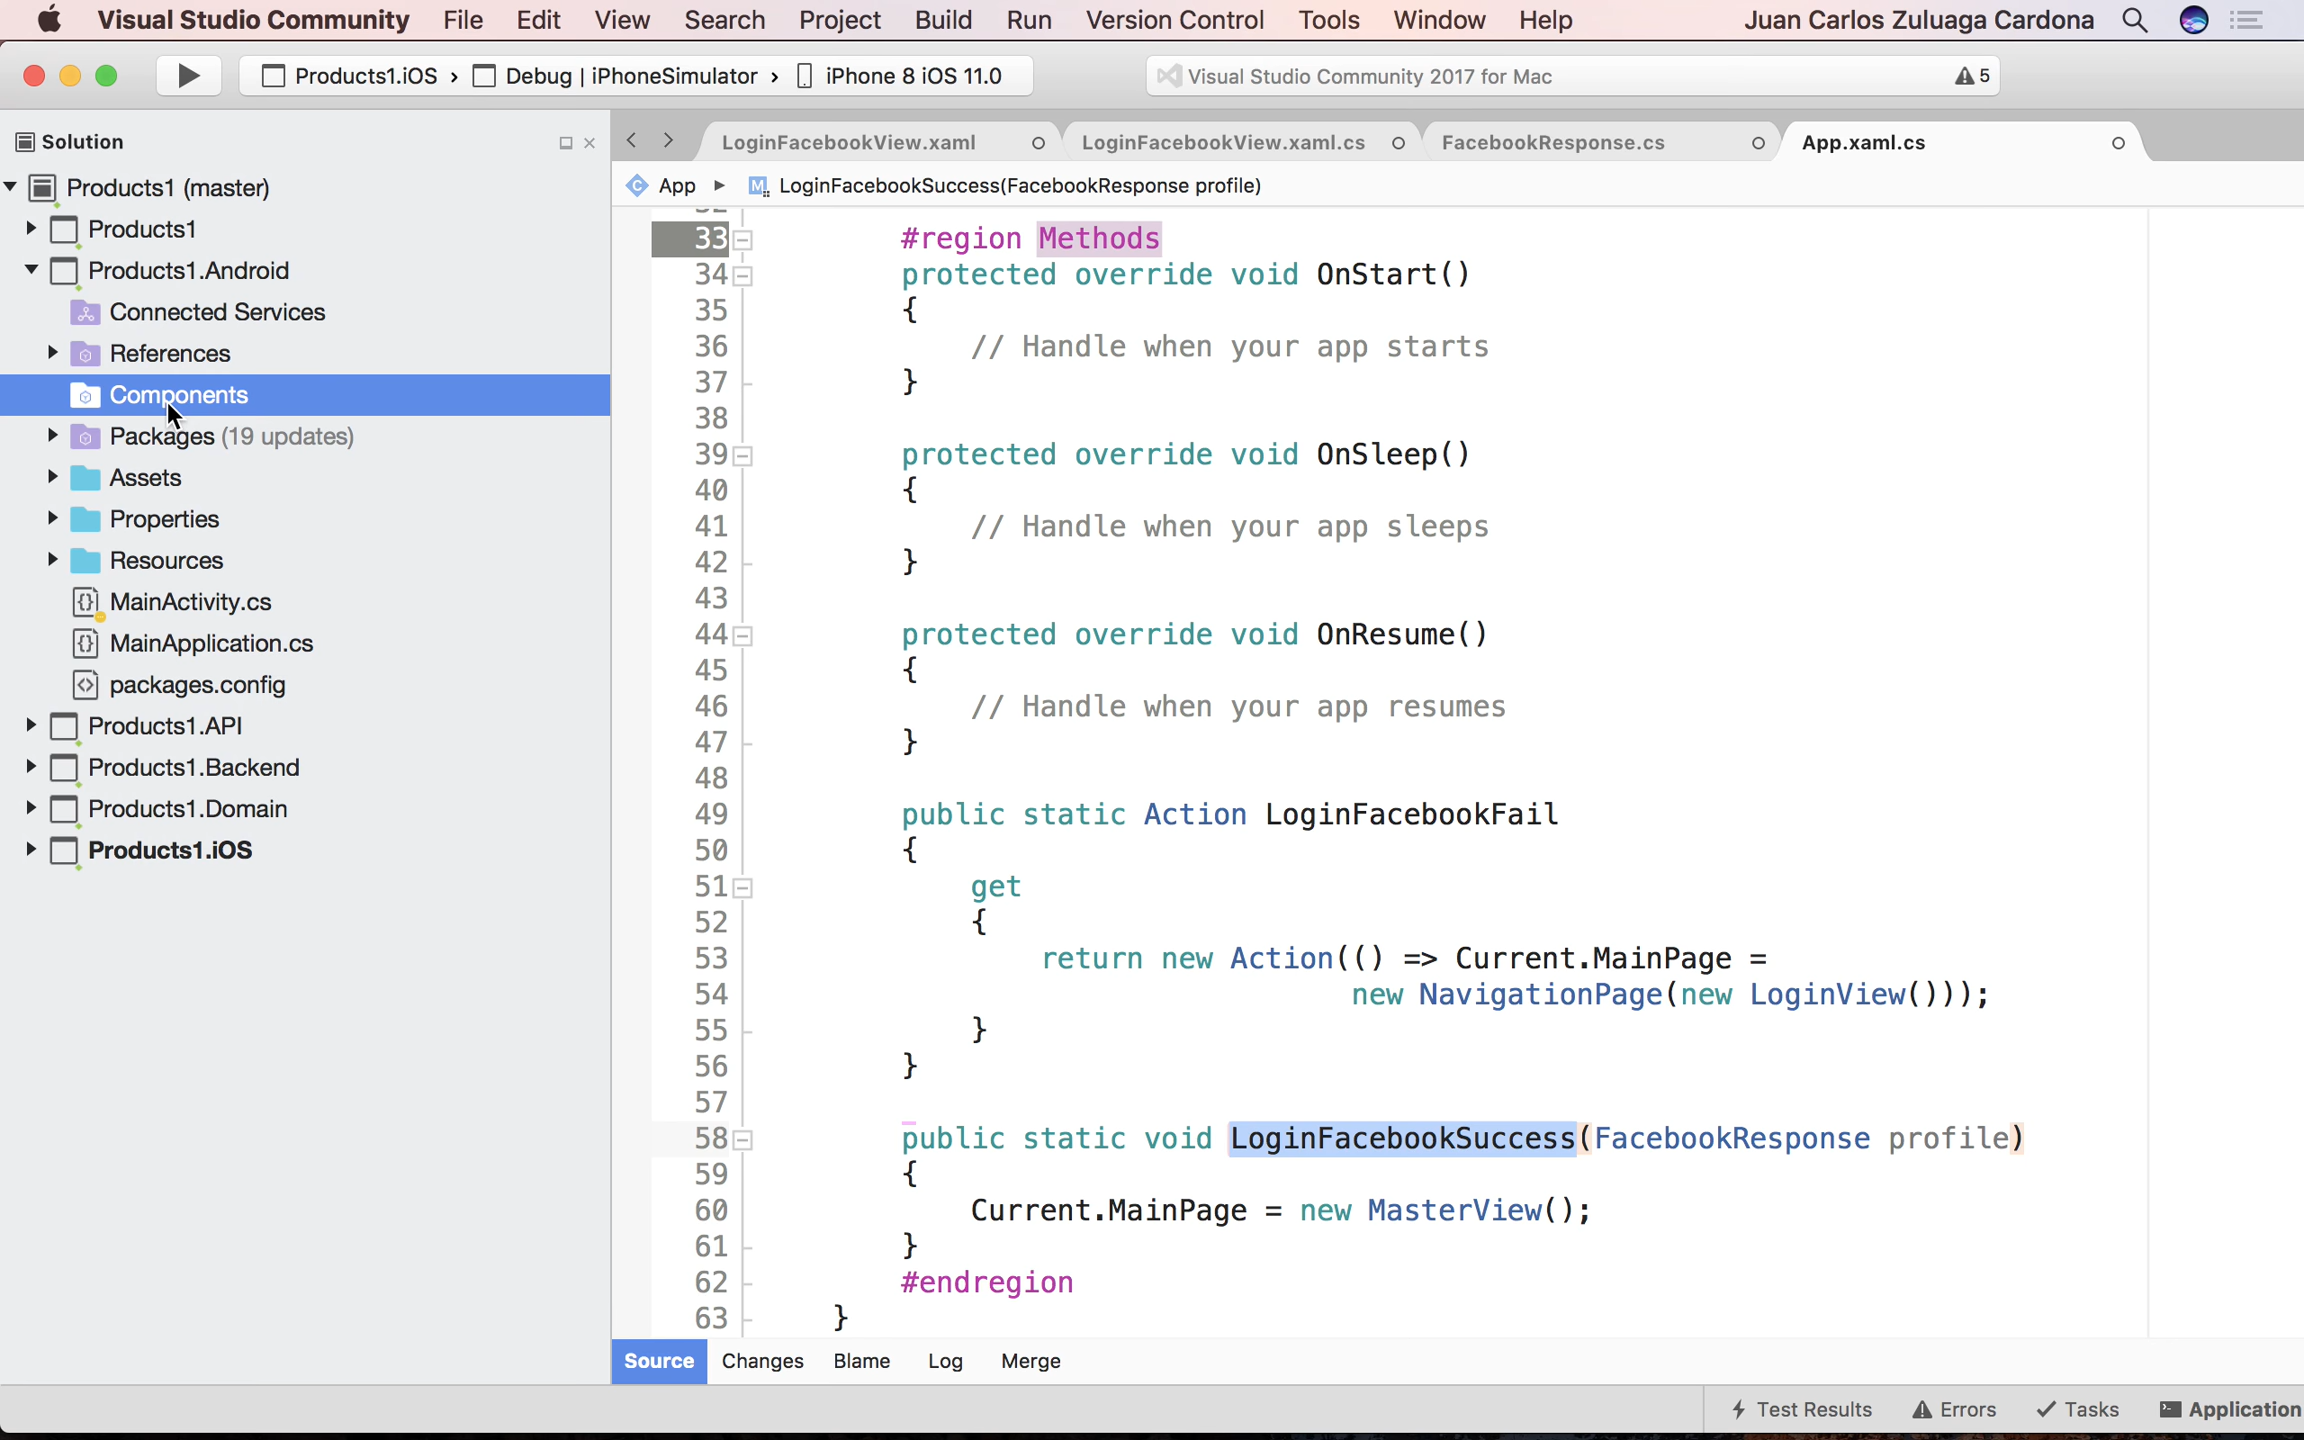 Visual Studio Community File Edit View Search Project Build Run Version Control Tools Window Help Juan Carlos Zuluaga Cardona
Products1.iOS › Debug | iPhoneSimulator › iPhone 8 iOS 11.0 Visual Studio Community 2017 for Mac 5
Solution
LoginFacebookView.xaml LoginFacebookView.xaml.cs FacebookResponse.cs App.xaml.cs
App LoginFacebookSuccess(FacebookResponse profile)
Products1 (master)
Products1
Products1.Android
Connected Services
References
Components
Packages (19 updates)
Assets
Properties
Resources
MainActivity.cs
MainApplication.cs
packages.config
Products1.API
Products1.Backend
Products1.Domain
Products1.iOS
33 #region Methods
34 protected override void OnStart()
35 {
36 // Handle when your app starts
37 }
38
39 protected override void OnSleep()
40 {
41 // Handle when your app sleeps
42 }
43
44 protected override void OnResume()
45 {
46 // Handle when your app resumes
47 }
48
49 public static Action LoginFacebookFail
50 {
51 get
52 {
53 return new Action(() => Current.MainPage =
54 new NavigationPage(new LoginView()));
55 }
56 }
57
58 public static void LoginFacebookSuccess(FacebookResponse profile)
59 {
60 Current.MainPage = new MasterView();
61 }
62 #endregion
63 }
Source Changes Blame Log Merge
Test Results Errors Tasks Application